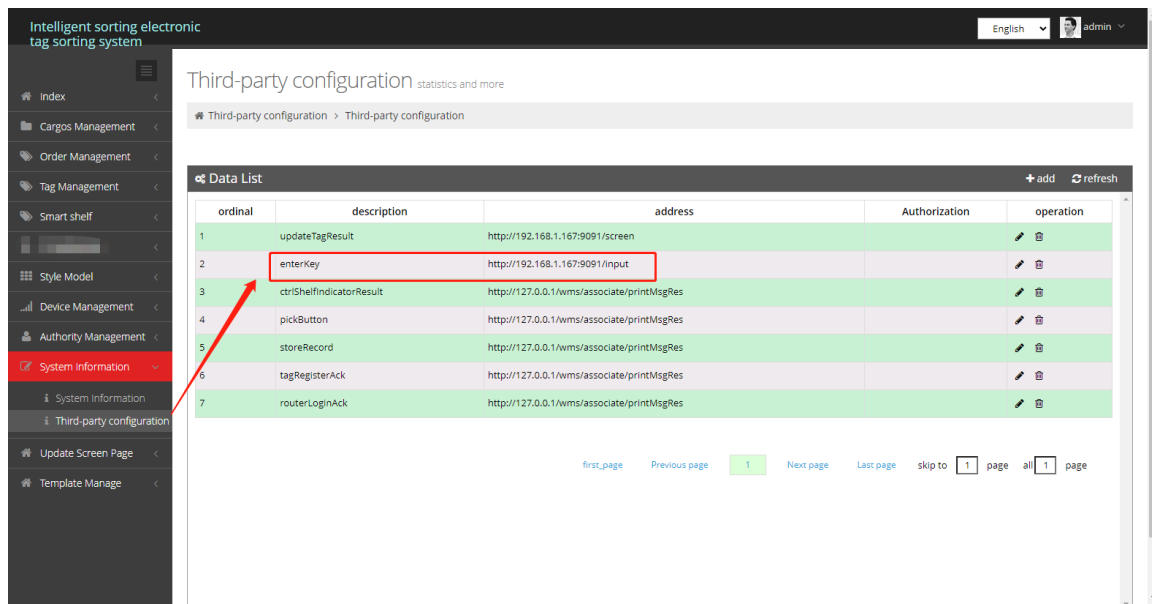 Intelligent sorting electronic
tag sorting system
English
admin
Index
Cargos Management
Order Management
Tag Management
Smart shelf
Style Model
Device Management
Authority Management
System Information
System Information
Third-party configuration
Update Screen Page
Template Manage
Third-party configuration statistics and more
Third-party configuration > Third-party configuration
Data List
add refresh
ordinal description address Authorization operation
1 updateTagResult http://192.168.1.167:9091/screen
2 enterKey http://192.168.1.167:9091/input
3 ctrlShelfIndicatorResult http://127.0.0.1/wms/associate/printMsgRes
4 pickButton http://127.0.0.1/wms/associate/printMsgRes
5 storeRecord http://127.0.0.1/wms/associate/printMsgRes
6 tagRegisterAck http://127.0.0.1/wms/associate/printMsgRes
7 routerLoginAck http://127.0.0.1/wms/associate/printMsgRes
first_page Previous page 1 Next page Last page skip to 1 page all 1 page